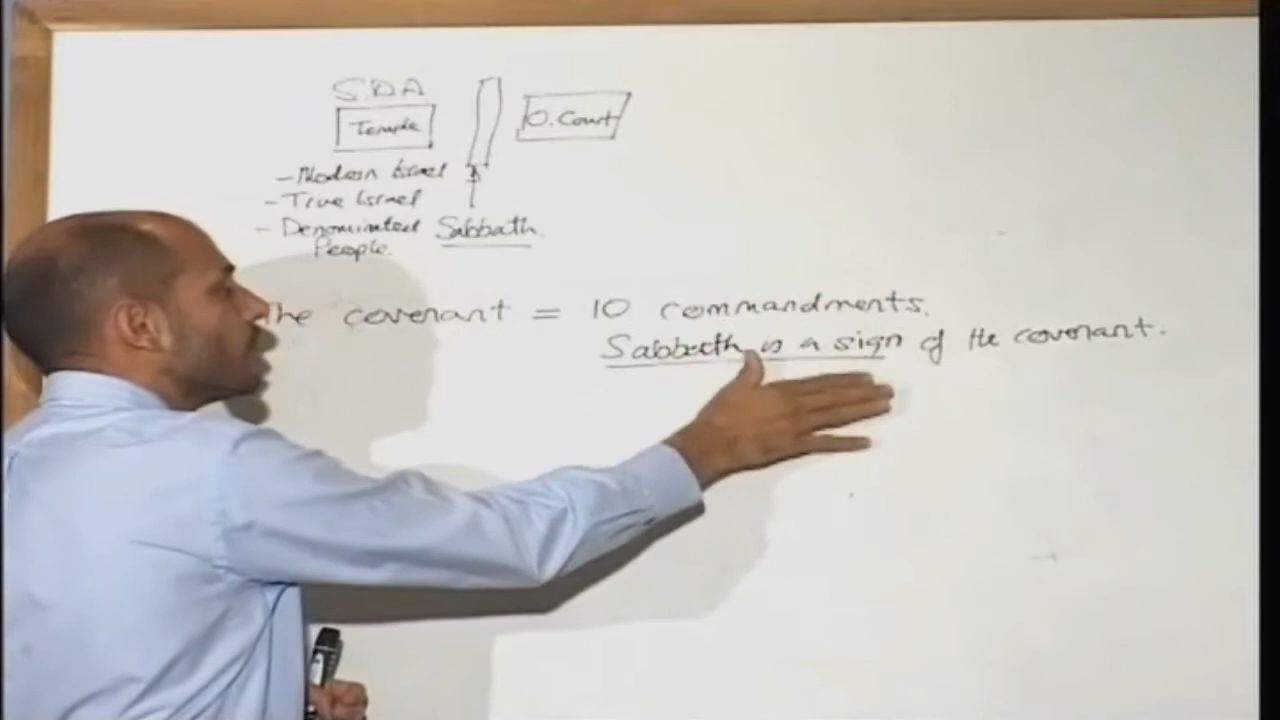 S.D.A
Temple
O. Court
- Modern Israel
- True Israel
- Denominated
People.
Sabbath
The covenant = 10 commandments.
Sabbath is a sign of the covenant.